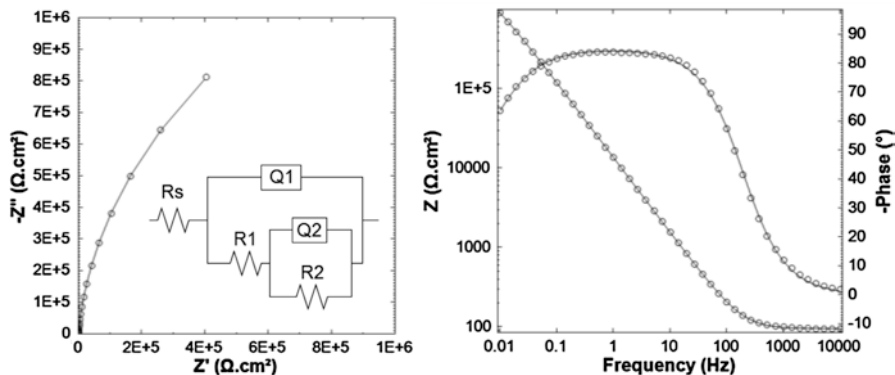 1E+6
9E+5
8E+5
7E+5
6E+5
5E+5
4E+5
3E+5
2E+5
1E+5
0
-Z'' (Ω.cm²)
0 2E+5 4E+5 6E+5 8E+5 1E+6
Z' (Ω.cm²)
Rs
Q1
R1
Q2
R2
1E+5
10000
1000
100
Z (Ω.cm²)
0.01 0.1 1 10 100 1000 10000
Frequency (Hz)
80
70
60
50
40
30
20
10
0
-10
-Phase (°)